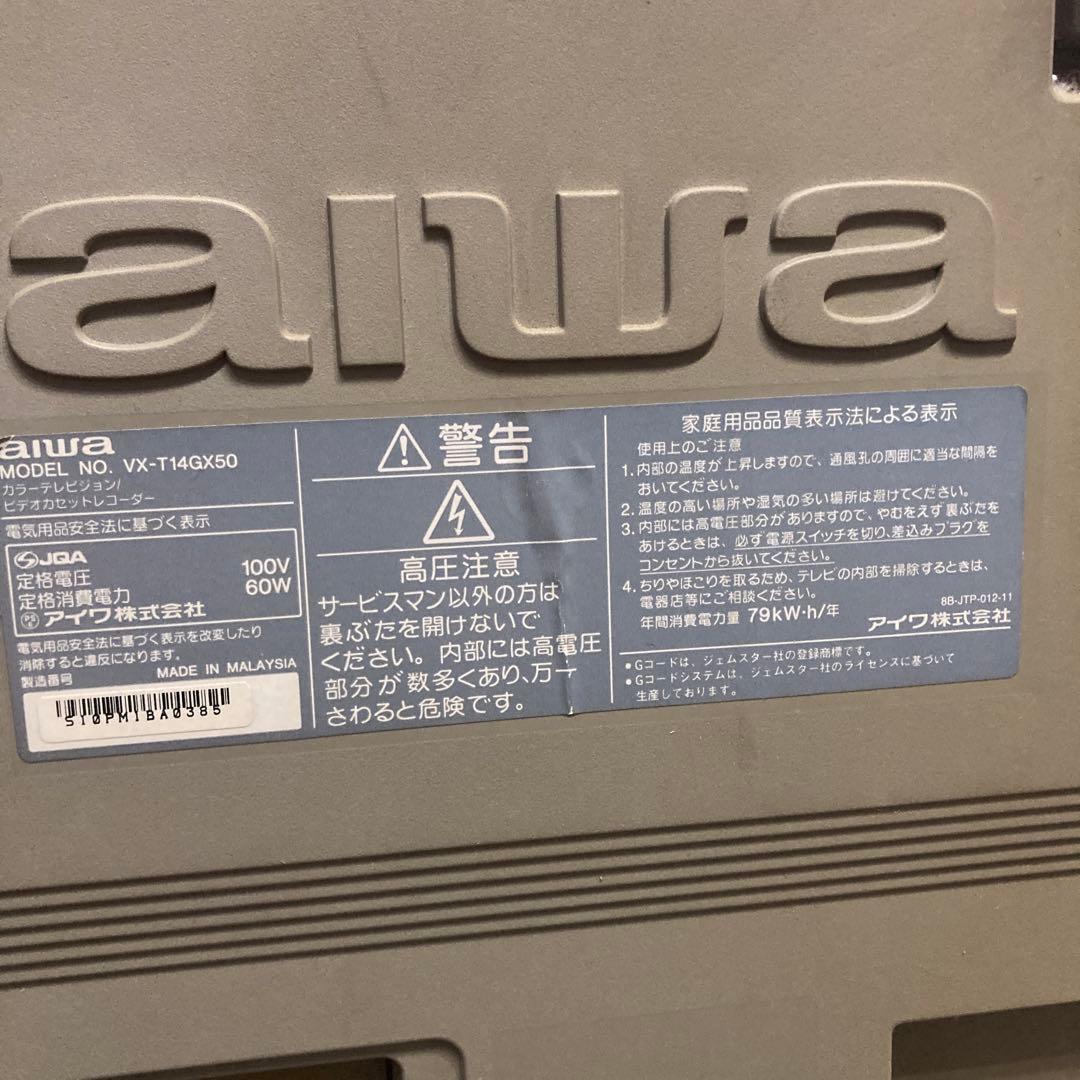 aiwa
aiwa
MODEL NO. VX-T14GX50
カラーテレビジョン/
ビデオカセットレコーダー
電気用品安全法に基づく表示
JQA
定格電圧 100V
定格消費電力 60W
PS E アイワ株式会社
電気用品安全法に基づく表示を改変したり
消除すると違反になります。
製造番号 MADE IN MALAYSIA
S10PM1BA0385
警告
高圧注意
サービスマン以外の方は
裏ぶたを開けないで
ください。内部には高電圧
部分が数多くあり、万一
さわると危険です。
家庭用品品質表示法による表示
使用上のご注意
1. 内部の温度が上昇しますので、通風孔の周囲に適当な間隔を
おいてください。
2. 温度の高い場所や湿気の多い場所は避けてください。
3. 内部には高電圧部分がありますので、やむをえず裏ぶたを
あけるときは、必ず電源スイッチを切り、差込みプラグを
コンセントから抜いてください。
4. ちりやほこりを取るため、テレビの内部を掃除するときは、
電器店等にご相談ください。 8B-JTP-012-11
年間消費電力量 79kW·h/年 アイワ株式会社
●Gコードは、ジェムスター社の登録商標です。
●Gコードシステムは、ジェムスター社のライセンスに基づいて
生産しております。